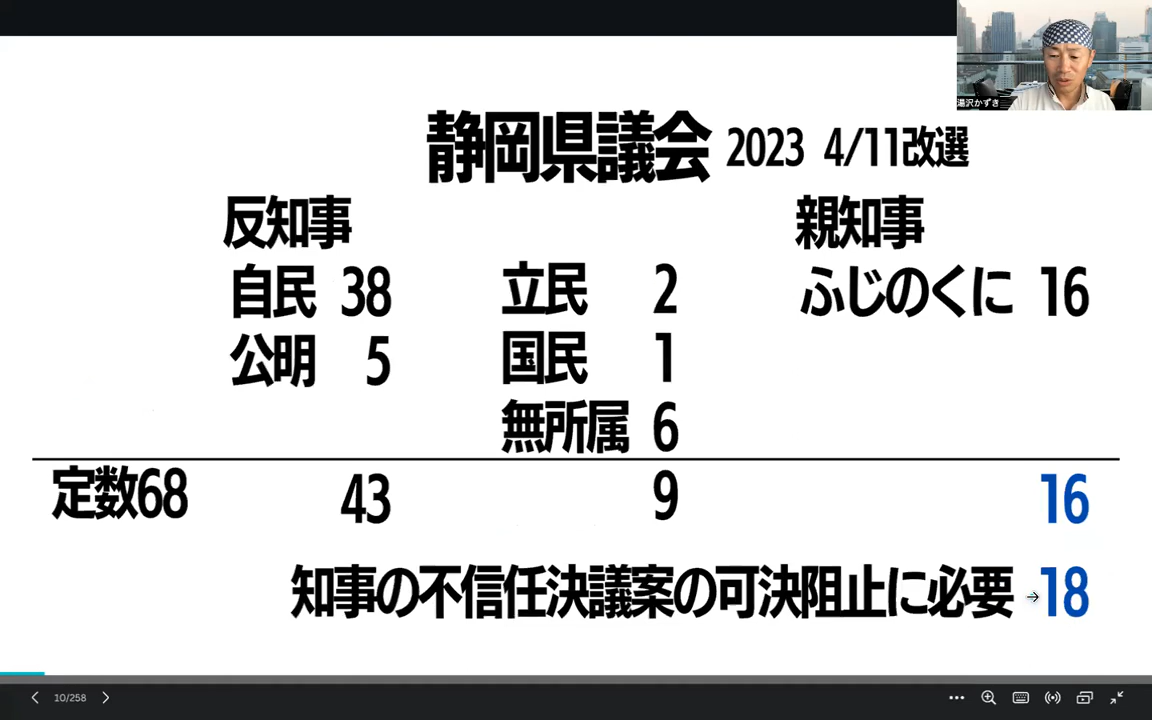 湯沢かずき
静岡県議会 2023 4/11改選
反知事 親知事
自民 38 立民 2 ふじのくに 16
公明 5 国民 1
無所属 6
定数68 43 9 16
知事の不信任決議案の可決阻止に必要→18
10/258